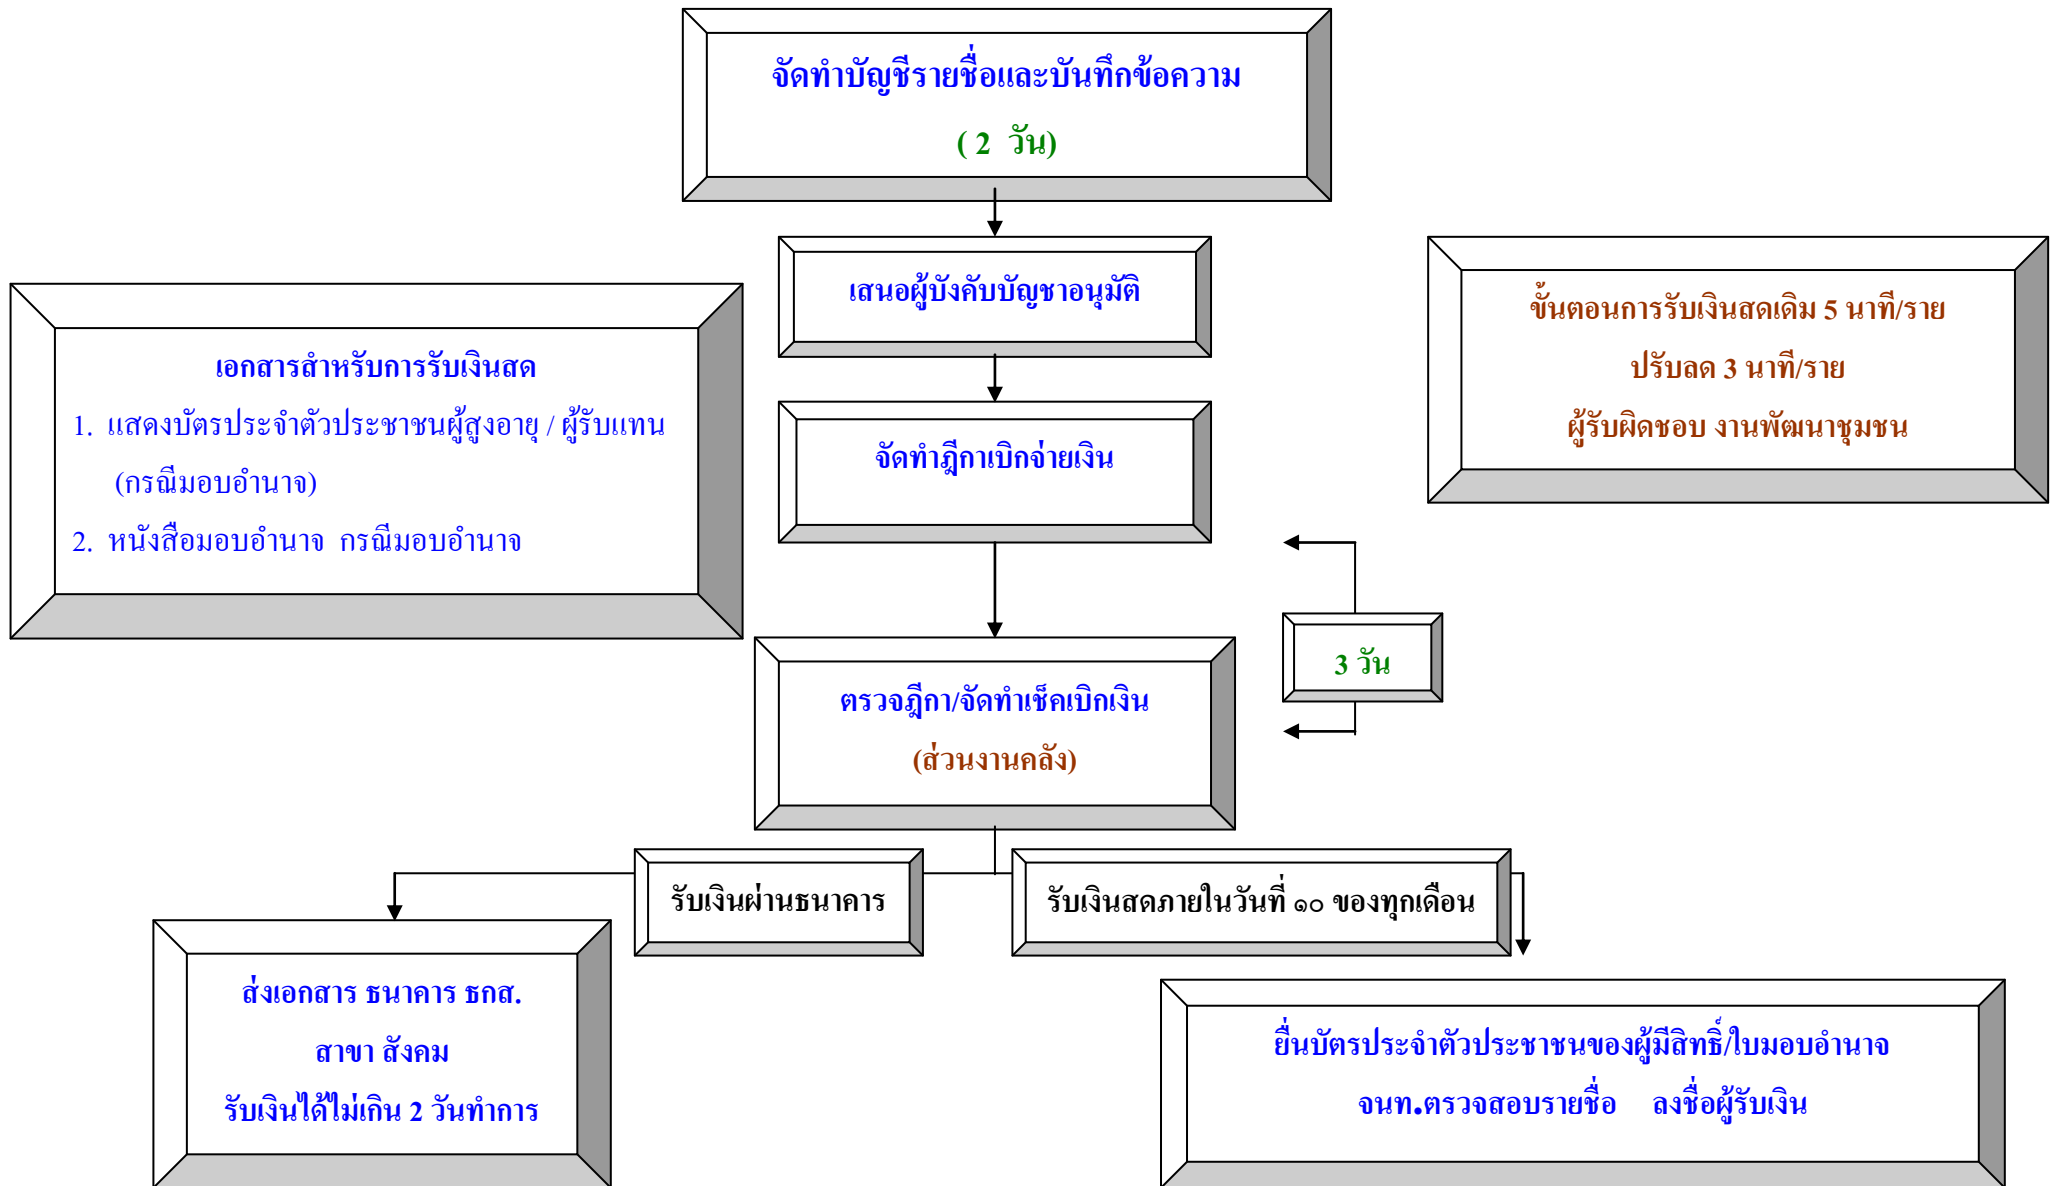 จัดทำบัญชีรายชื่อและบันทึกข้อความ
( 2 วัน)
เสนอผู้บังคับบัญชาอนุมัติ
เอกสารสำหรับการรับเงินสด
1. แสดงบัตรประจำตัวประชาชนผู้สูงอายุ / ผู้รับแทน
(กรณีมอบอำนาจ)
2. หนังสือมอบอำนาจ กรณีมอบอำนาจ
ขั้นตอนการรับเงินสดเดิม 5 นาที/ราย
ปรับลด 3 นาที/ราย
ผู้รับผิดชอบ งานพัฒนาชุมชน
จัดทำฎีกาเบิกจ่ายเงิน
3 วัน
ตรวจฎีกา/จัดทำเช็คเบิกเงิน
(ส่วนงานคลัง)
รับเงินผ่านธนาคาร
รับเงินสดภายในวันที่ ๑๐ ของทุกเดือน
ส่งเอกสาร ธนาคาร ธกส.
สาขา สังคม
รับเงินได้ไม่เกิน 2 วันทำการ
ยื่นบัตรประจำตัวประชาชนของผู้มีสิทธิ์/ใบมอบอำนาจ
จนท.ตรวจสอบรายชื่อ ลงชื่อผู้รับเงิน